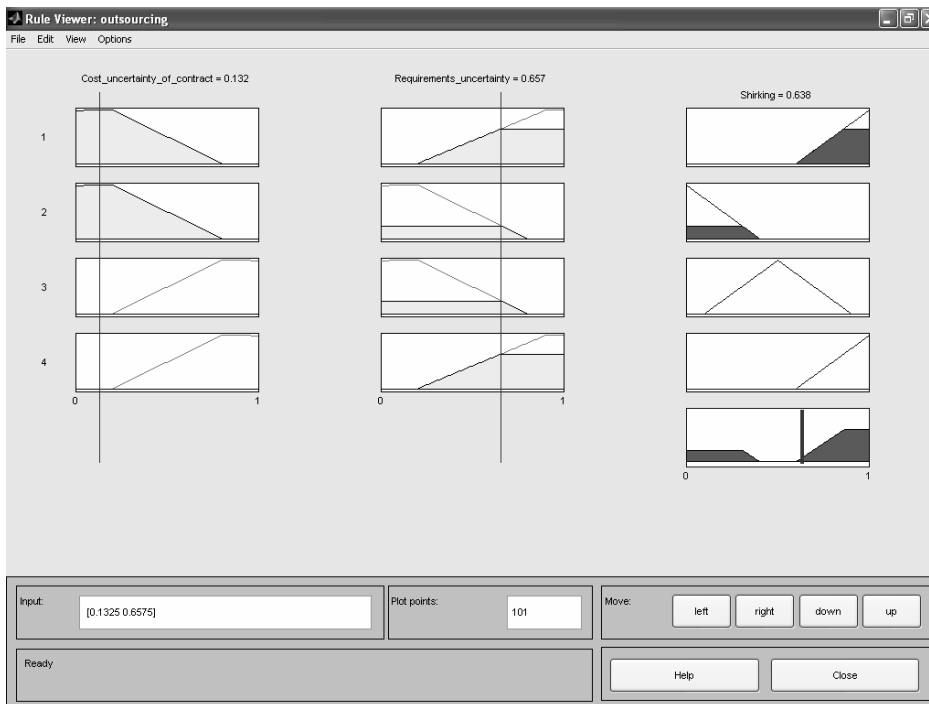 Rule Viewer: outsourcing
File Edit View Options
Cost_uncertainty_of_contract = 0.132
Requirements_uncertainty = 0.657
Shirking = 0.638
1
2
3
4
0 1
0 1
0 1
Input:
[0.1325 0.6575]
Plot points:
101
Move:
left
right
down
up
Ready
Help
Close